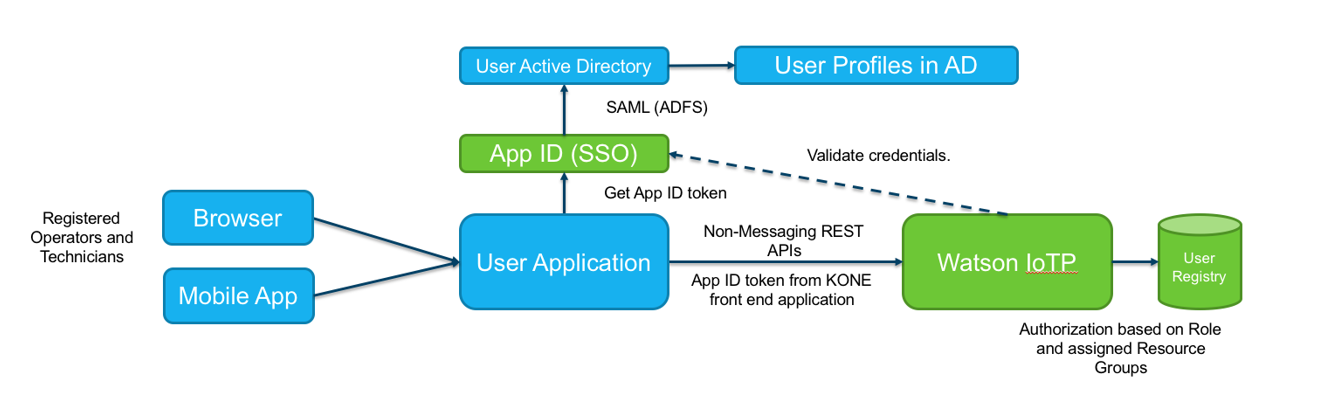 User Active Directory
User Profiles in AD
SAML (ADFS)
App ID (SSO)
Validate credentials.
Get App ID token
Registered
Operators and
Technicians
Browser
Mobile App
User Application
Non-Messaging REST
APIs
App ID token from KONE
front end application
Watson IoTP
User
Registry
Authorization based on Role
and assigned Resource
Groups